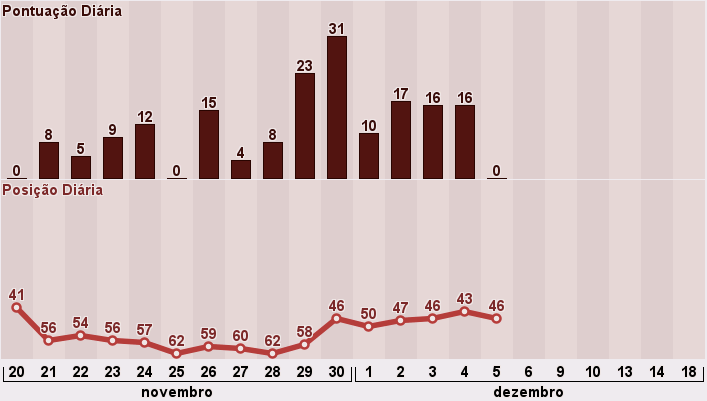 Pontuação Diária
0 8 5 9 12 0 15 4 8 23 31 10 17 16 16 0
Posição Diária
41 56 54 56 57 62 59 60 62 58 46 50 47 46 43 46
20 21 22 23 24 25 26 27 28 29 30 1 2 3 4 5 6 9 10 13 14 18
novembro dezembro